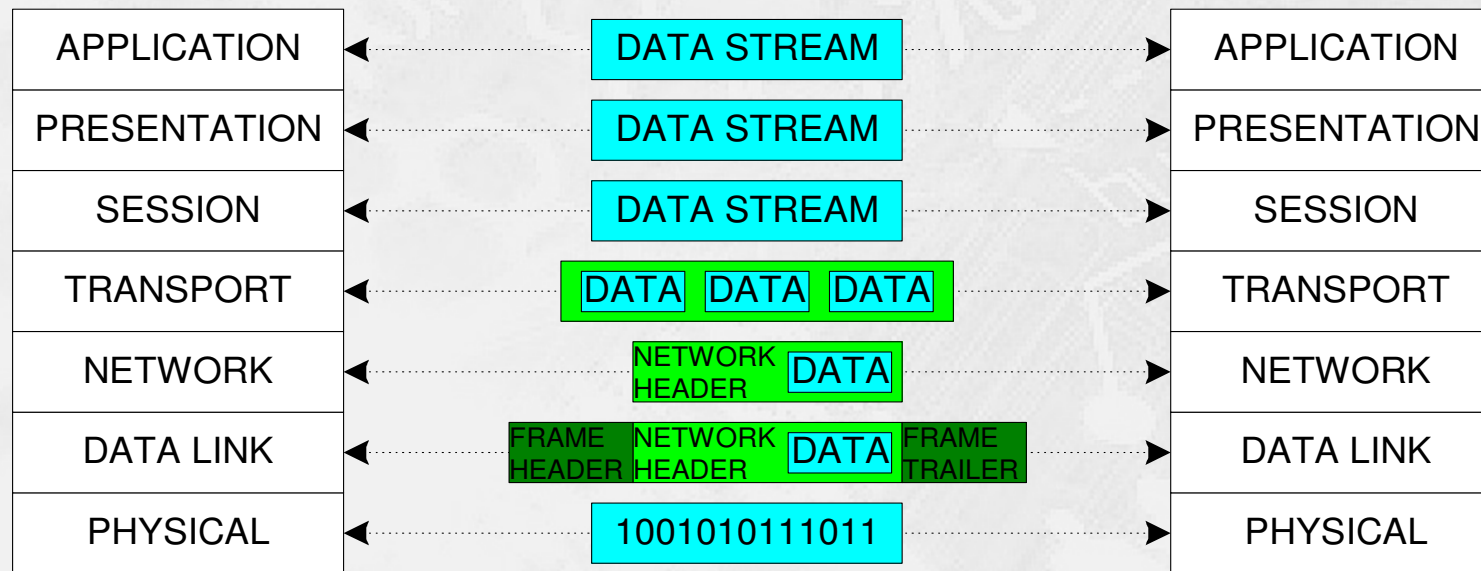 APPLICATION DATA STREAM APPLICATION
PRESENTATION DATA STREAM PRESENTATION
SESSION DATA STREAM SESSION
TRANSPORT DATA DATA DATA TRANSPORT
NETWORK NETWORK HEADER DATA NETWORK
DATA LINK FRAME HEADER NETWORK HEADER DATA FRAME TRAILER DATA LINK
PHYSICAL 1001010111011 PHYSICAL